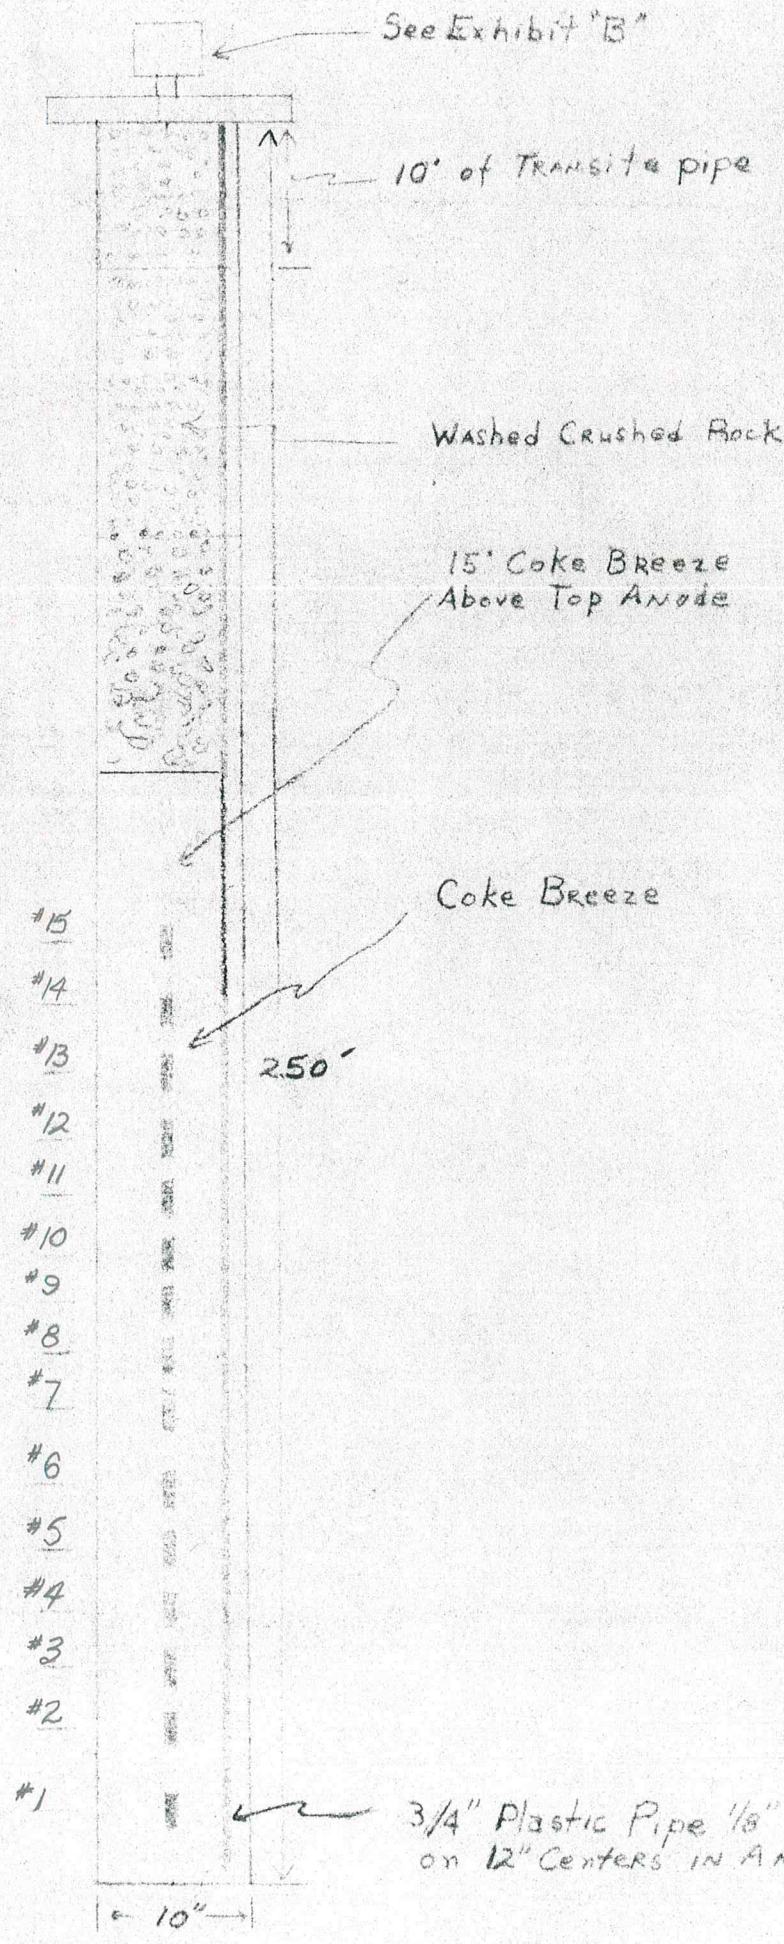 See Exhibit "B"
10' of TRANSite pipe
WAshed CRushed Rock
15' Coke BReeze
Above Top ANode
Coke BReeze
#15
#14
#13
250'
#12
#11
#10
#9
#8
#7
#6
#5
#4
#3
#2
#1
3/4" Plastic Pipe 1/8"
on 12" CenteRs IN AN
10"